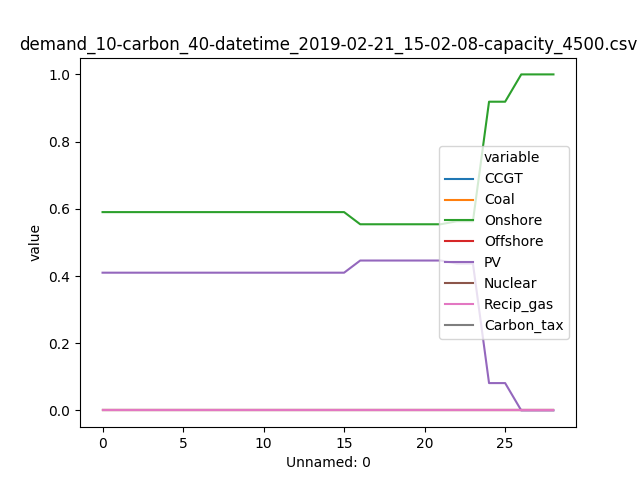 demand_10-carbon_40-datetime_2019-02-21_15-02-08-capacity_4500.csv
1.0
0.8
0.6
0.4
0.2
0.0
value
variable
CCGT
Coal
Onshore
Offshore
PV
Nuclear
Recip_gas
Carbon_tax
0 5 10 15 20 25
Unnamed: 0